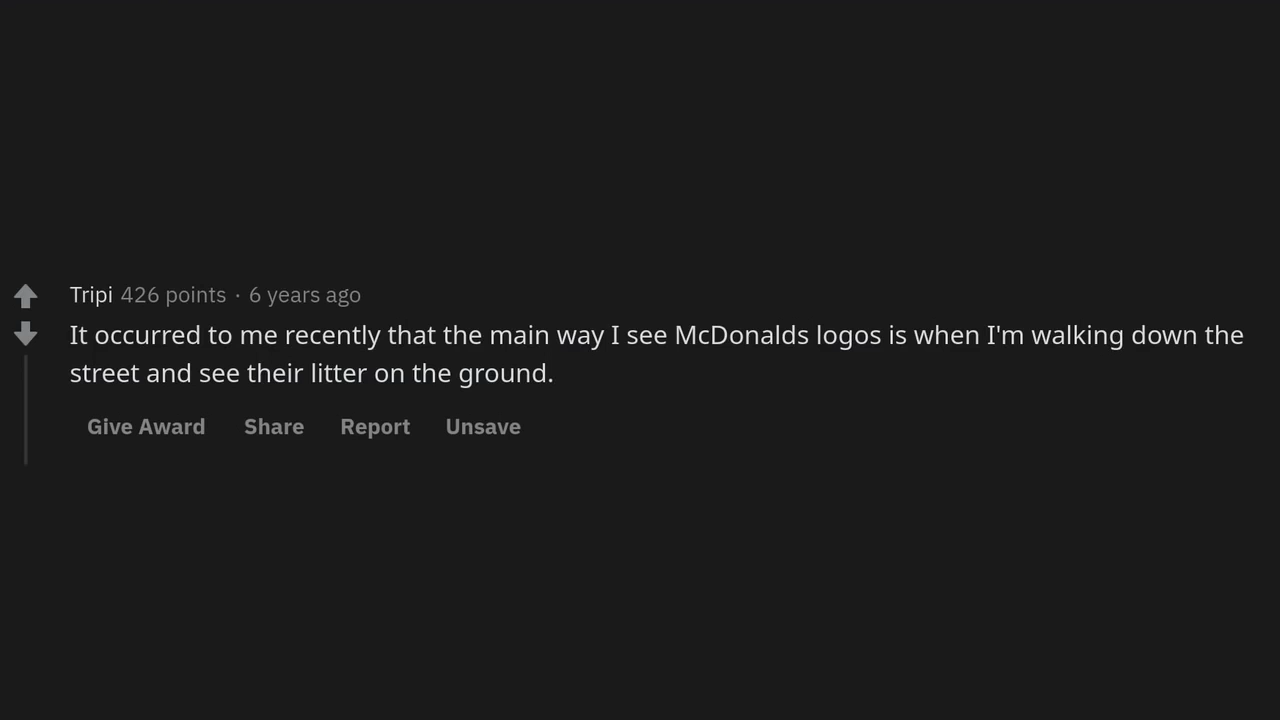 Tripi 426 points · 6 years ago
It occurred to me recently that the main way I see McDonalds logos is when I'm walking down the
street and see their litter on the ground.
Give Award Share Report Unsave